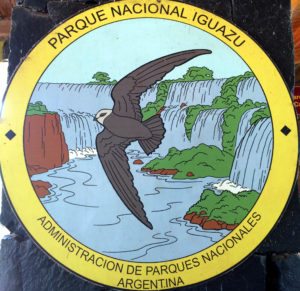 PARQUE NACIONAL IGUAZU
ADMINISTRACION DE PARQUES NACIONALES
ARGENTINA